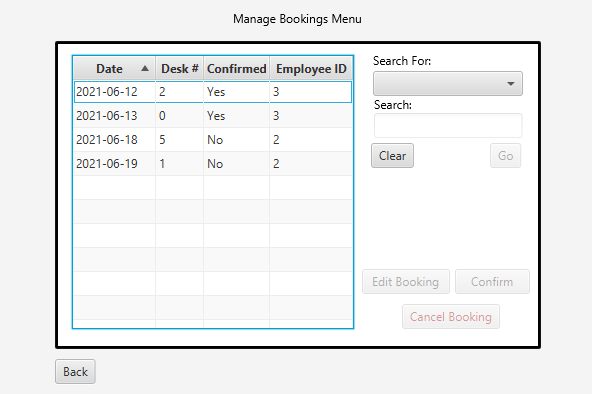 Manage Bookings Menu
Date Desk # Confirmed Employee ID
2021-06-12 2 Yes 3
2021-06-13 0 Yes 3
2021-06-18 5 No 2
2021-06-19 1 No 2
Search For:
Search:
Clear Go
Edit Booking Confirm
Cancel Booking
Back